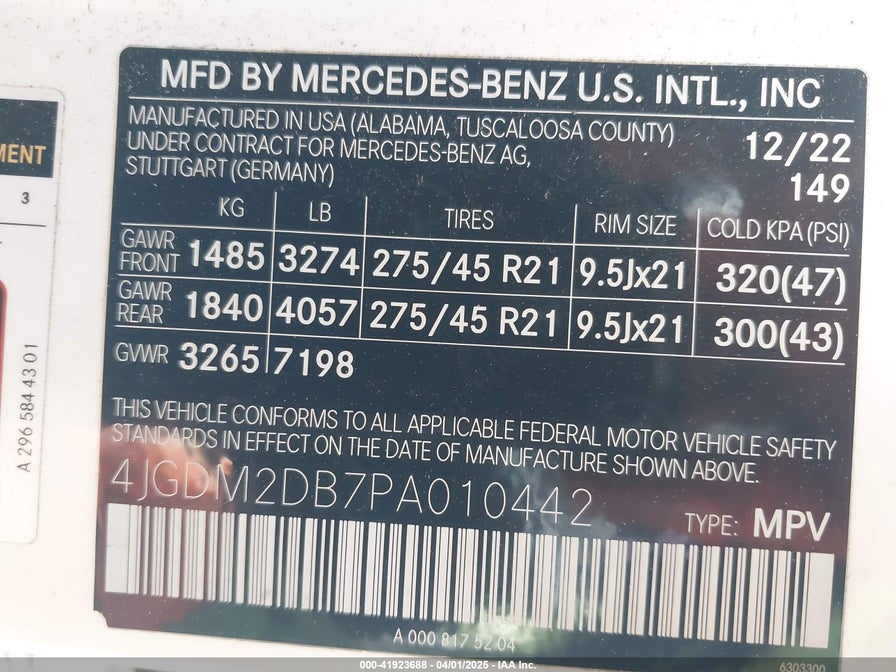 MFD BY MERCEDES-BENZ U.S. INTL., INC
MANUFACTURED IN USA (ALABAMA, TUSCALOOSA COUNTY)
UNDER CONTRACT FOR MERCEDES-BENZ AG,
STUTTGART (GERMANY)
12/22
149
KG LB TIRES RIM SIZE COLD KPA (PSI)
GAWR FRONT 1485 3274 275/45 R21 9.5Jx21 320(47)
GAWR REAR 1840 4057 275/45 R21 9.5Jx21 300(43)
GVWR 3265 7198
THIS VEHICLE CONFORMS TO ALL APPLICABLE FEDERAL MOTOR VEHICLE SAFETY
STANDARDS IN EFFECT ON THE DATE OF MANUFACTURE SHOWN ABOVE.
4JGDM2DB7PA010442
TYPE: MPV
A 000 817 52 04
6303300
3
A 296 584 43 01
000-41923688 - 04/01/2025 - IAA Inc.